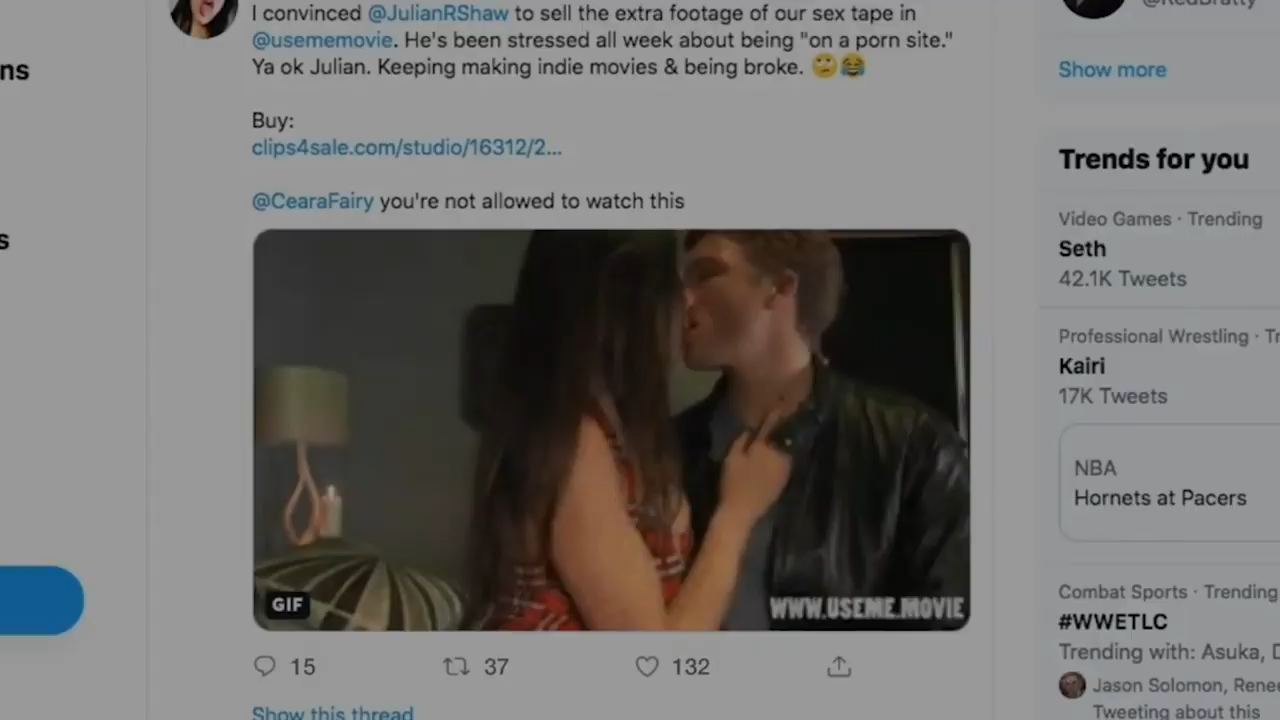 I convinced @JulianRShaw to sell the extra footage of our sex tape in
@usememovie. He's been stressed all week about being "on a porn site."
Ya ok Julian. Keeping making indie movies & being broke. 🙄😂
Buy:
clips4sale.com/studio/16312/2...
@CearaFairy you're not allowed to watch this
GIF
WWW.USEME.MOVIE
15
37
132
Show this thread
ns
s
Show more
Trends for you
Video Games · Trending
Seth
42.1K Tweets
Professional Wrestling ·
Kairi
17K Tweets
NBA
Hornets at Pacers
Combat Sports · Trending
#WWETLC
Trending with: Asuka,
Jason Solomon,
Tweeting about this